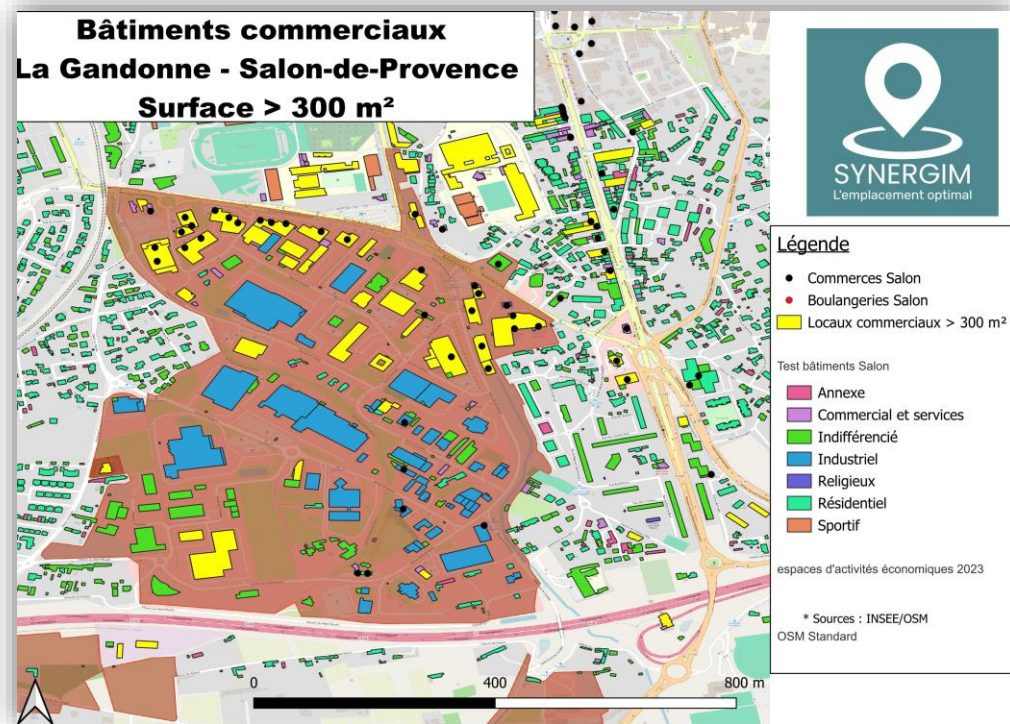 Bâtiments commerciaux
La Gandonne - Salon-de-Provence
Surface > 300 m²
SYNERGIM
L'emplacement optimal
Légende
Commerces Salon
Boulangeries Salon
Locaux commerciaux > 300 m²
Test bâtiments Salon
Annexe
Commercial et services
Indifférencié
Industriel
Religieux
Résidentiel
Sportif
espaces d'activités économiques 2023
* Sources : INSEE/OSM
OSM Standard
0 400 800 m